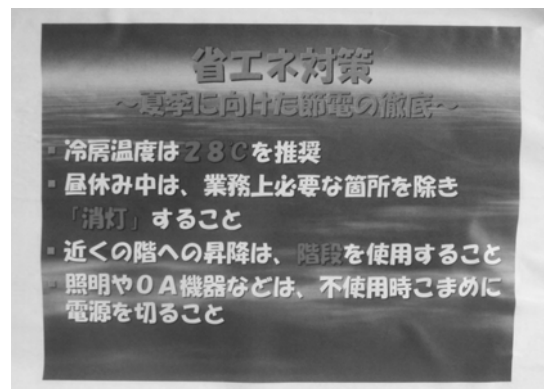 省エネ対策
～夏季に向けた節電の徹底～
▪冷房温度は28℃を推奨
▪昼休み中は、業務上必要な箇所を除き
「消灯」すること
▪近くの階への昇降は、階段を使用すること
▪照明やOA機器などは、不使用時こまめに
電源を切ること